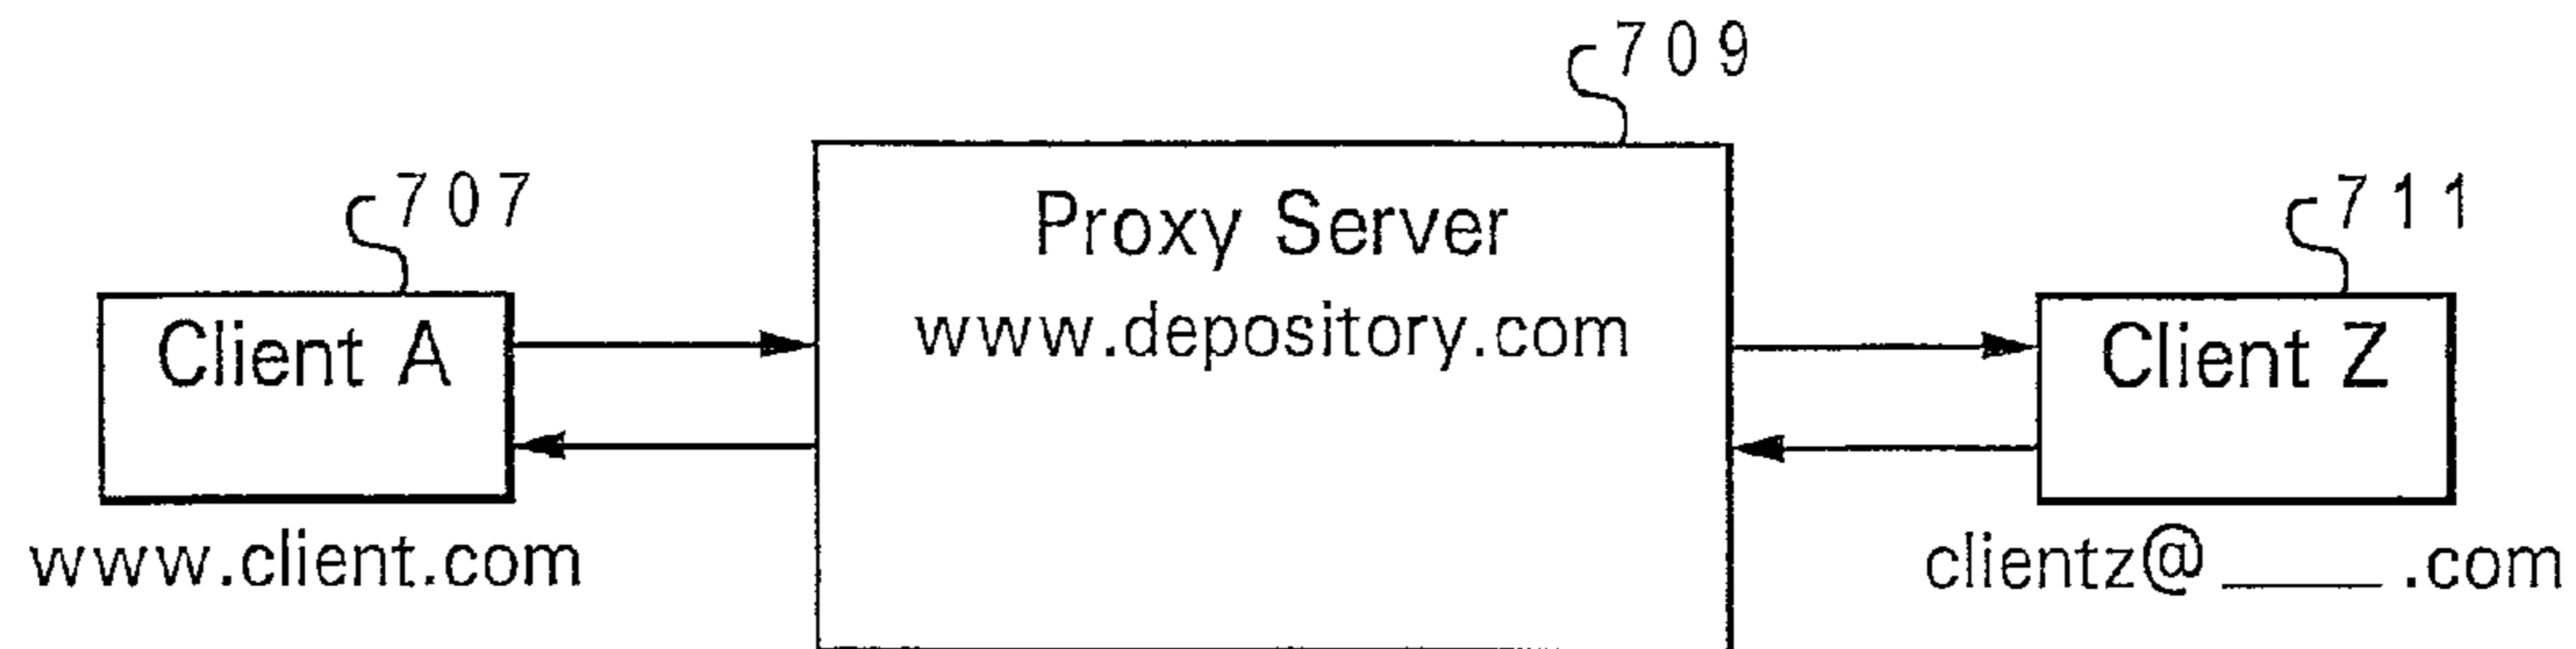 709
707
Proxy Server
711
Client A
www.depository.com
Client Z
www.client.com
clientz@____.com